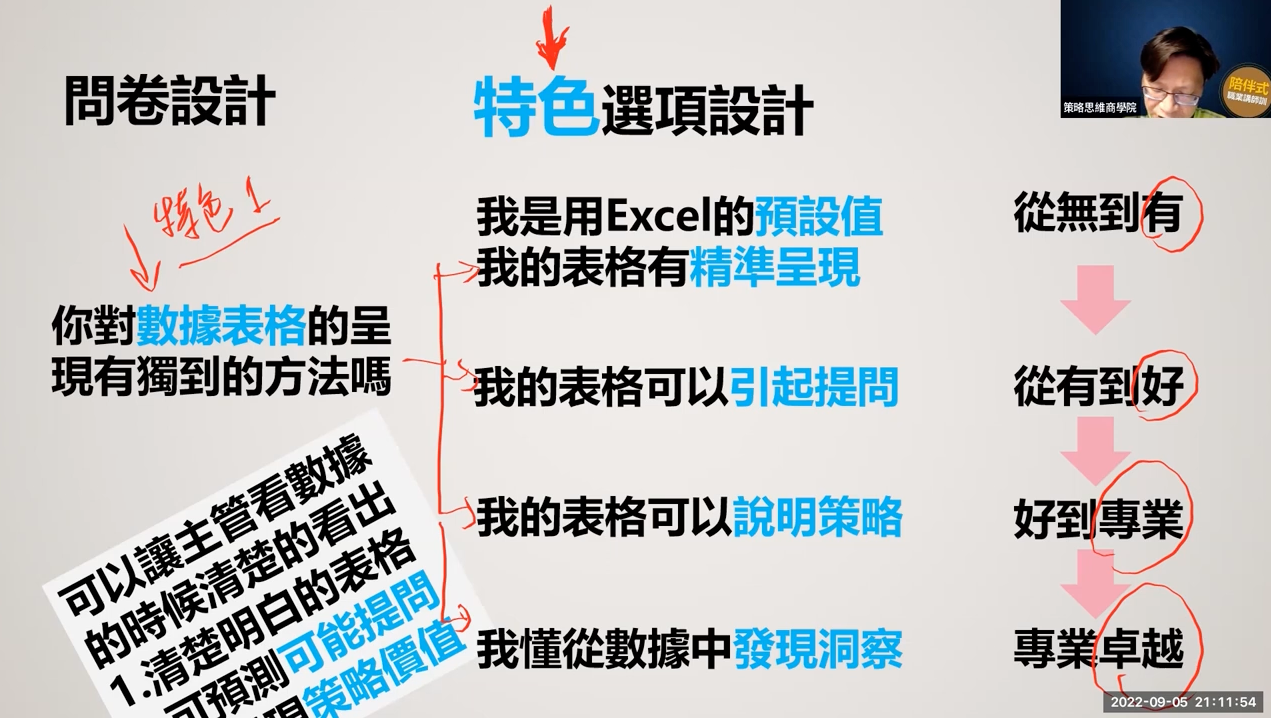 問卷設計
特色選項設計
陪伴式
職業講師訓
策略思維商學院
特色1
你對數據表格的呈
現有獨到的方法嗎
我是用Excel的預設值
我的表格有精準呈現
我的表格可以引起提問
我的表格可以說明策略
我懂從數據中發現洞察
從無到有
從有到好
好到專業
專業卓越
可以讓主管看數據
的時候清楚的看出
1.清楚明白的表格
可預測可能提問
現策略價值
2022-09-05 21:11:54